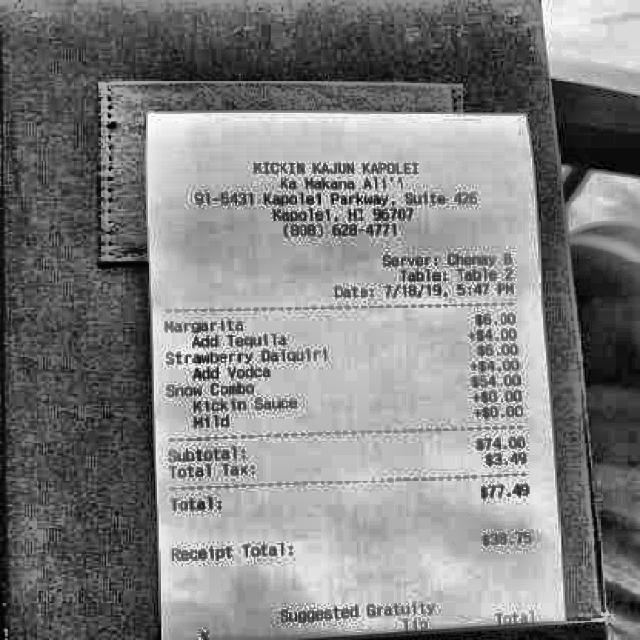 KICKIN KAJUN KAPOLEI
Ka Makana Ali'i
91-5431 Kapolei Parkway, Suite 426
Kapolei, HI 96707
(808) 628-4771
Server: Chenay B
Table: Table 2
Date: 7/18/19, 5:47 PM
Margarita $6.00
Add Tequila +$4.00
Strawberry Daiquiri $6.00
Add Vodca +$4.00
Snow Combo $54.00
Kickin Sauce +$0.00
Mild +$0.00
Subtotal: $74.00
Total Tax: $3.49
Total: $77.49
Receipt Total: $38.75
Suggested Gratuity
% Tip Total